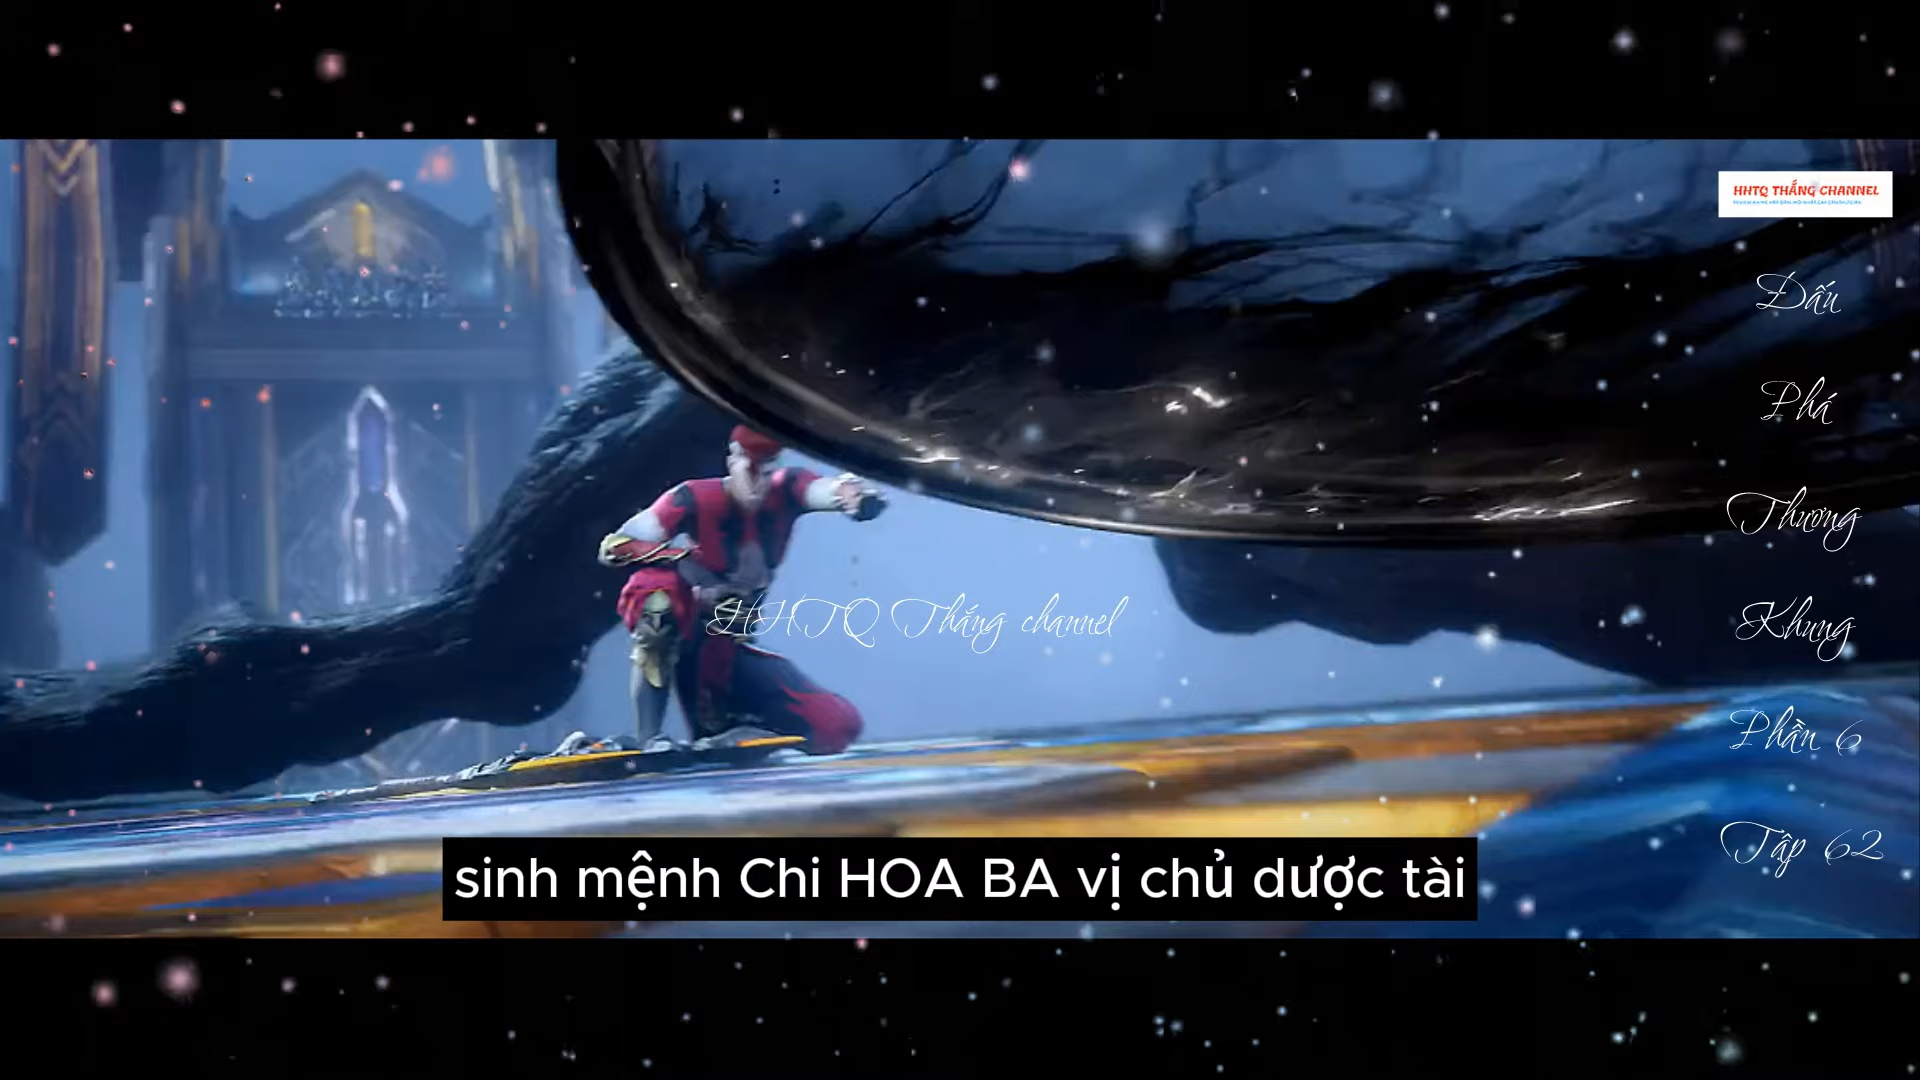 HHTQ THẮNG CHANNEL
Đấu
Phá
Thương
Khung
HHTQ Thắng channel
Phần 6
Tập 62
sinh mệnh Chi HOA BA vị chủ dược tài